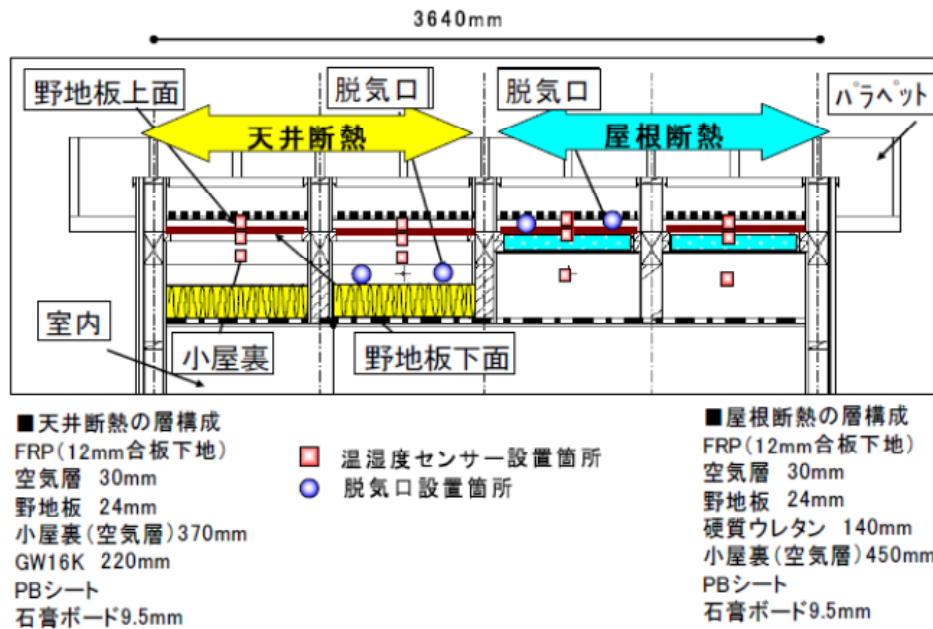 3640mm
野地板上面
脱気口
脱気口
パラペット
天井断熱
屋根断熱
室内
小屋裏
野地板下面
■天井断熱の層構成
FRP(12mm合板下地)
空気層 30mm
野地板 24mm
小屋裏(空気層)370mm
GW16K 220mm
PBシート
石膏ボード9.5mm
温湿度センサー設置箇所
脱気口設置箇所
■屋根断熱の層構成
FRP(12mm合板下地)
空気層 30mm
野地板 24mm
硬質ウレタン 140mm
小屋裏(空気層)450mm
PBシート
石膏ボード9.5mm